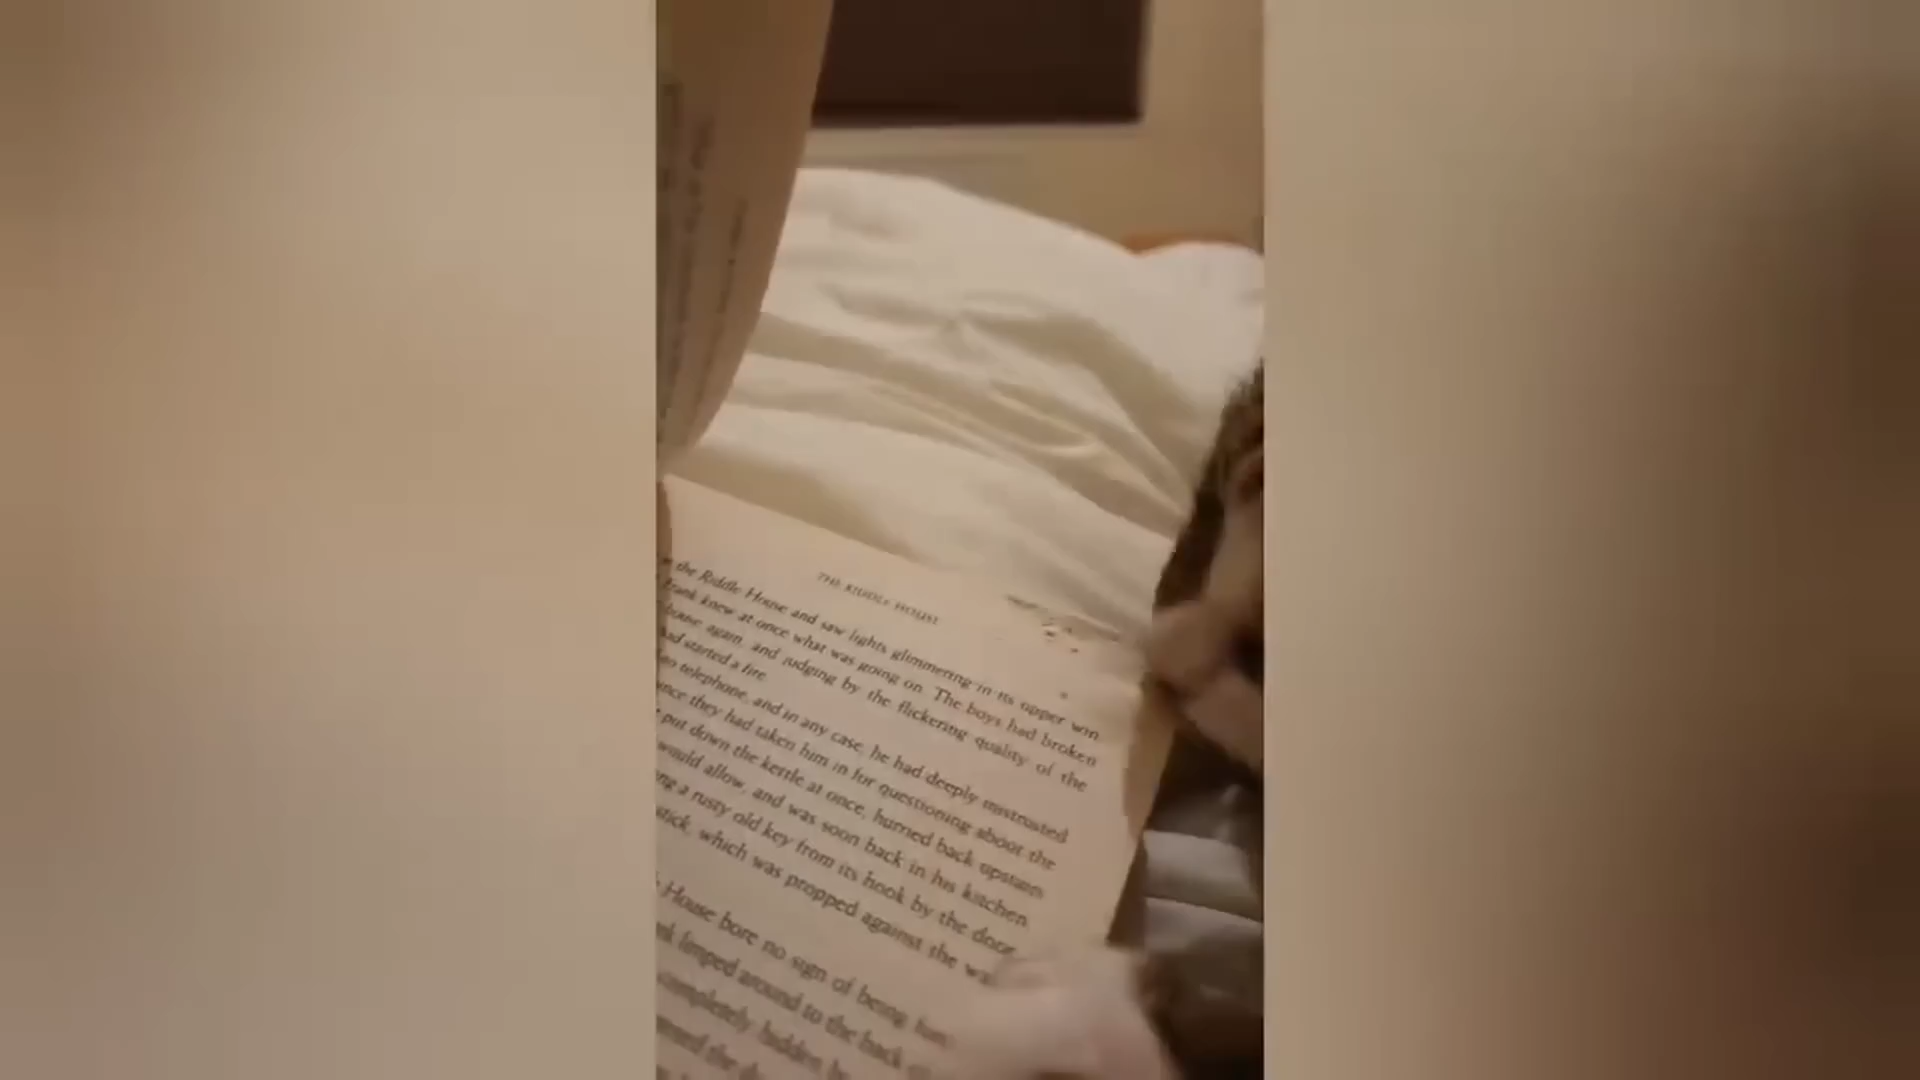 THE RIDDLE HOUSE
the Riddle House and saw lights glimmering in its upper win
Frank knew at once what was going on. The boys had broken
house again, and judging by the flickering quality of the
had started a fire.
telephone, and in any case, he had deeply mistrusted
they had taken him in for questioning about the
put down the kettle at once, hurried back upstairs
would allow, and was soon back in his kitchen,
a rusty old key from its hook by the door.
stick, which was propped against the
House bore no sign of being
limped around to the back
completely hidden